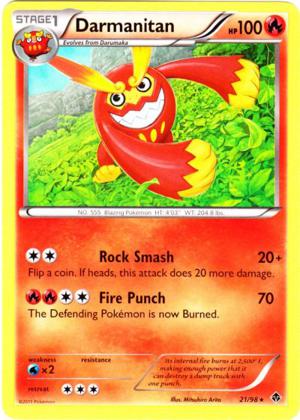 STAGE1 Darmanitan HP100
Evolves from Darumaka
NO. 555 Blazing Pokémon HT: 4'03" WT: 204.8 lbs.
Rock Smash 20+
Flip a coin. If heads, this attack does 20 more damage.
Fire Punch 70
The Defending Pokémon is now Burned.
weakness resistance
×2
retreat
Its internal fire burns at 2,500° F.,
making enough power that it
can destroy a dump truck with
one punch.
©2011 Pokémon Illus. Mitsuhiro Arita 21/98 ★